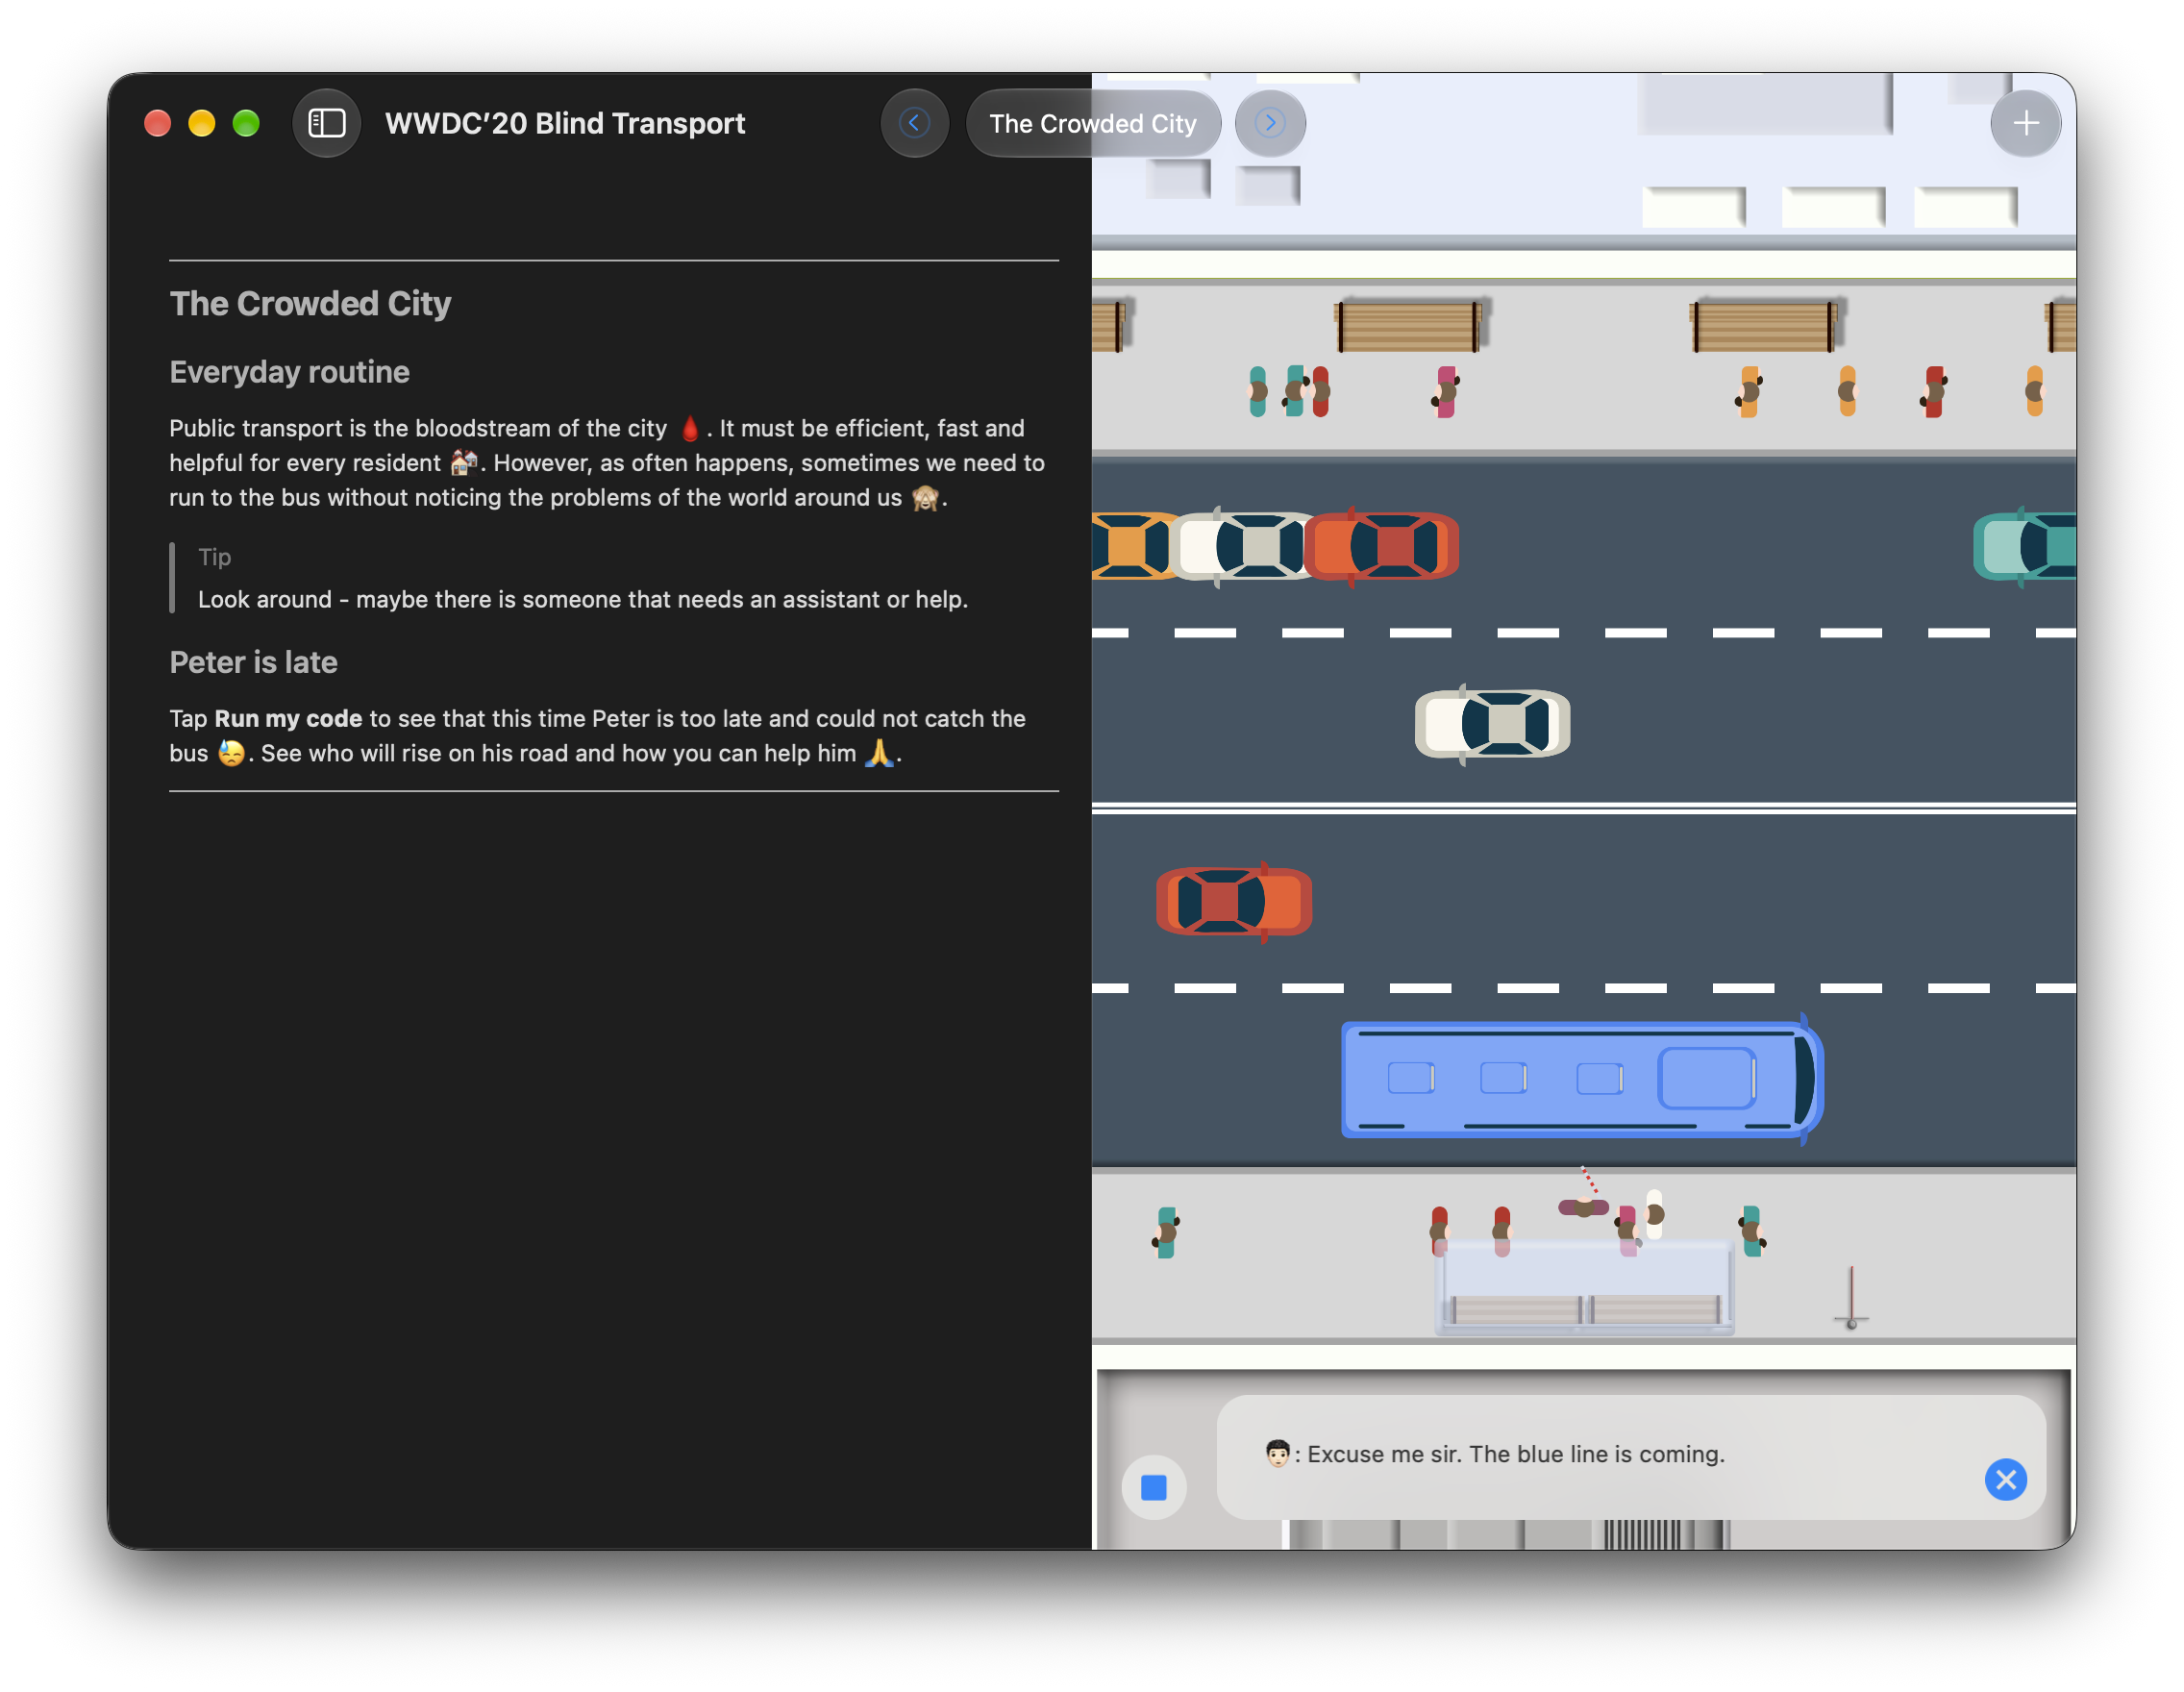 WWDC’20 Blind Transport
The Crowded City
The Crowded City
Everyday routine
Public transport is the bloodstream of the city 🩸. It must be efficient, fast and
helpful for every resident 🏘️. However, as often happens, sometimes we need to
run to the bus without noticing the problems of the world around us 🙈.
Tip
Look around - maybe there is someone that needs an assistant or help.
Peter is late
Tap Run my code to see that this time Peter is too late and could not catch the
bus 😓. See who will rise on his road and how you can help him 🙏.
👨🏻: Excuse me sir. The blue line is coming.